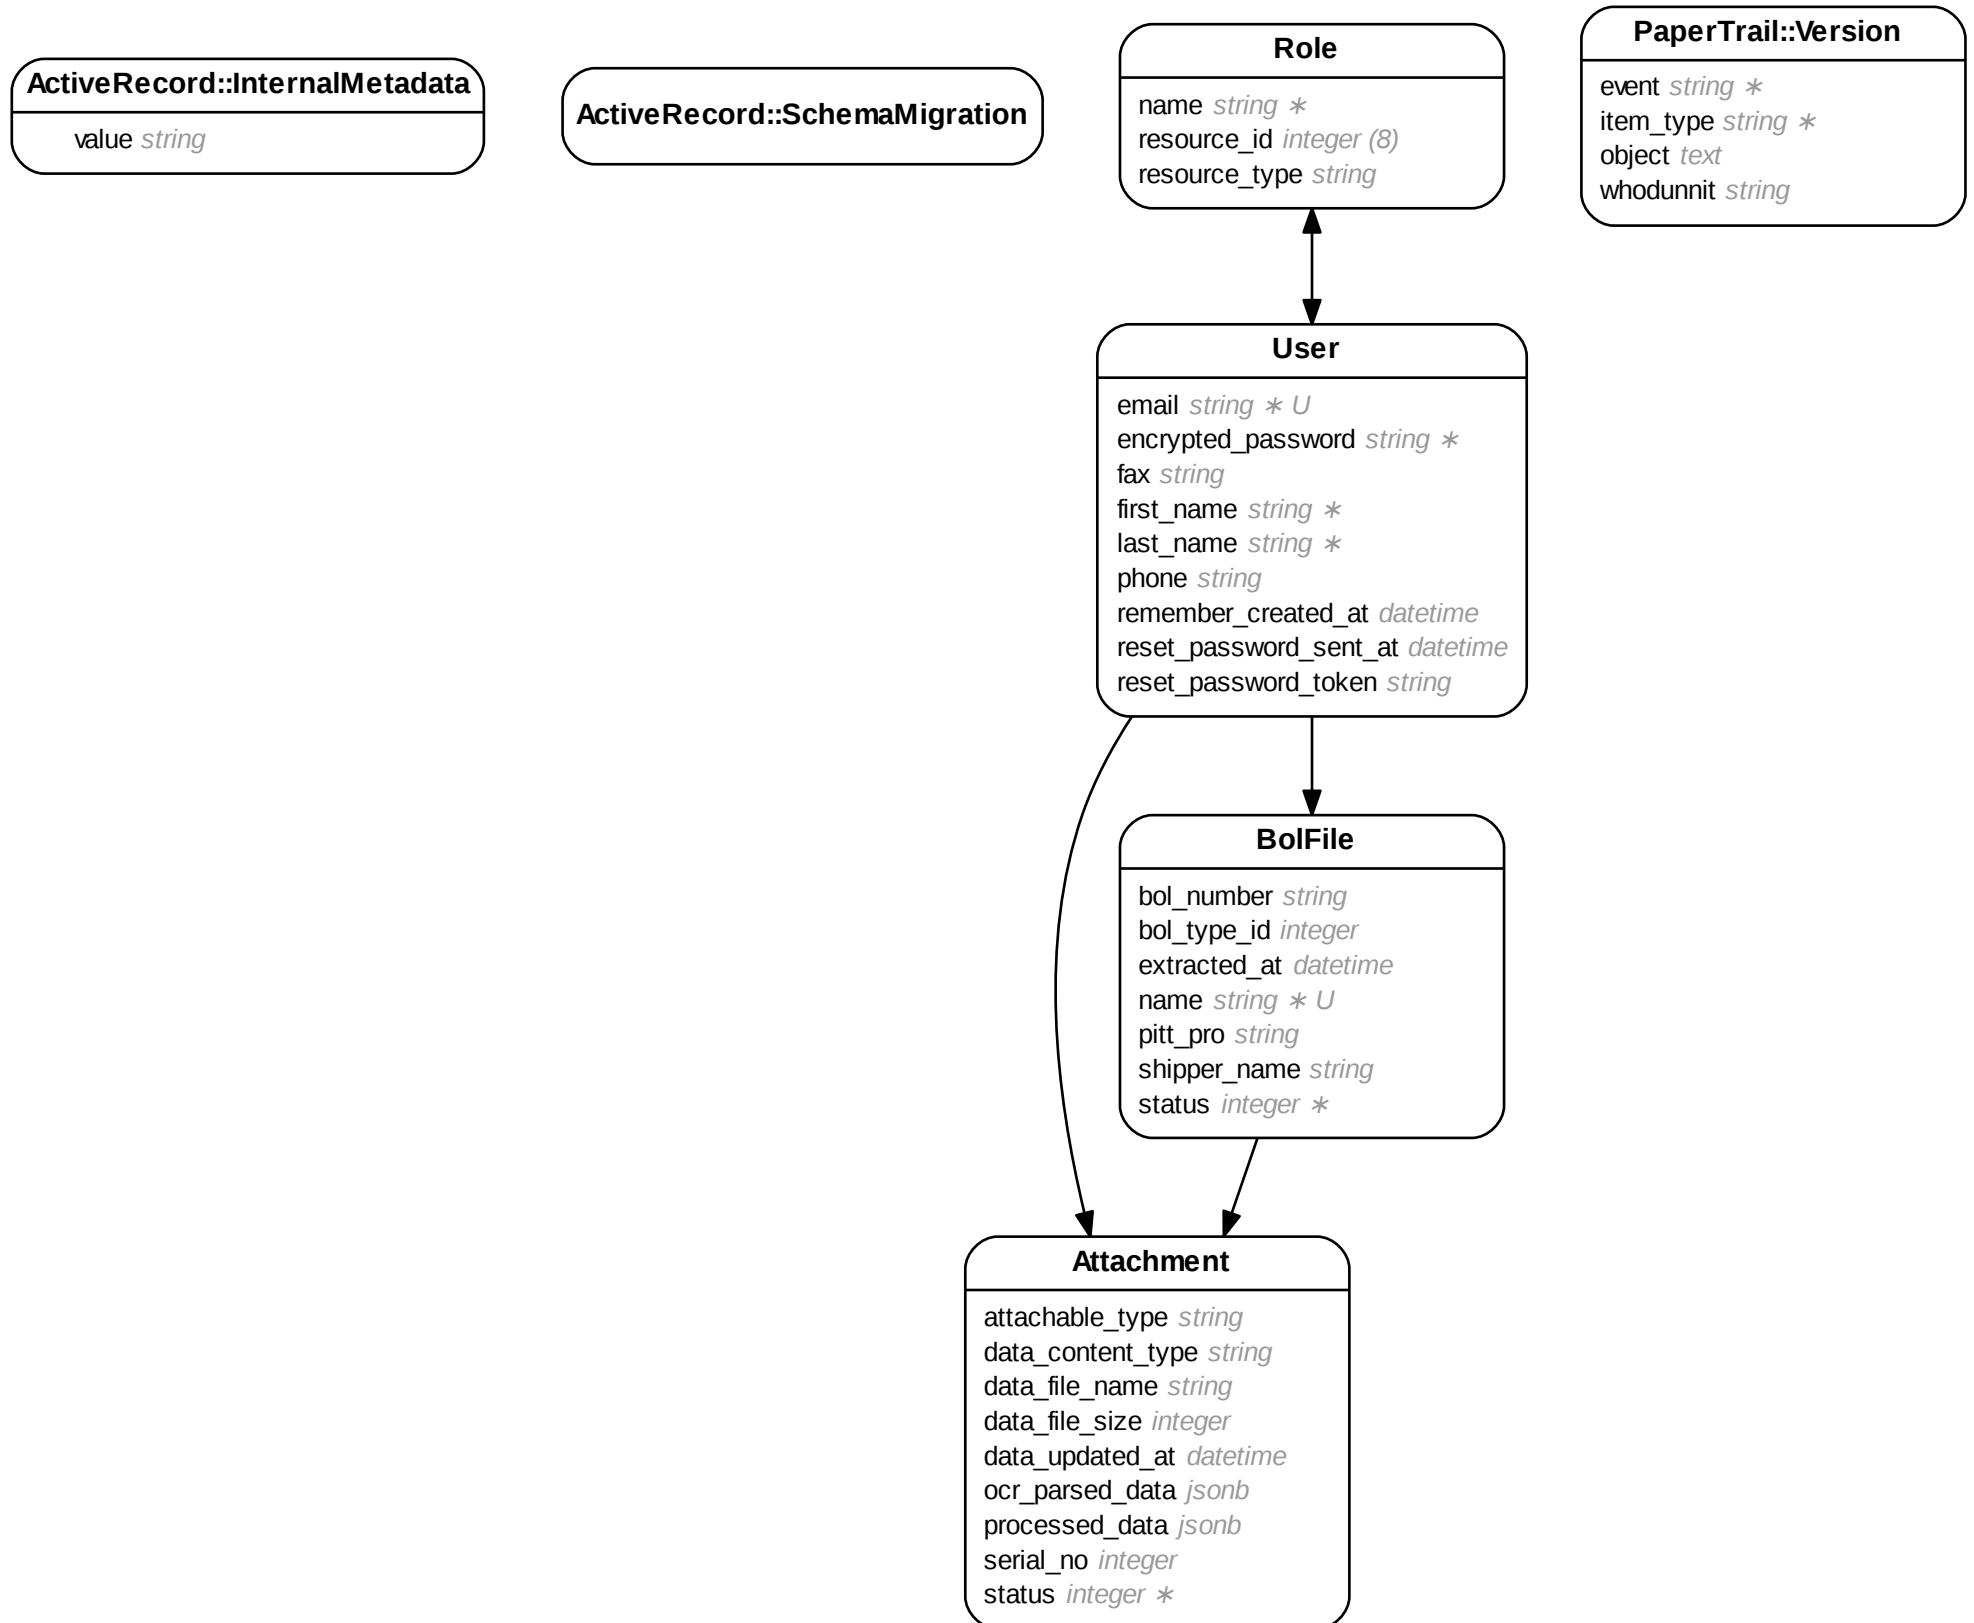 ActiveRecord::InternalMetadata
value string
ActiveRecord::SchemaMigration
Role
name string ∗
resource_id integer (8)
resource_type string
PaperTrail::Version
event string ∗
item_type string ∗
object text
whodunnit string
User
email string ∗ U
encrypted_password string ∗
fax string
first_name string ∗
last_name string ∗
phone string
remember_created_at datetime
reset_password_sent_at datetime
reset_password_token string
BolFile
bol_number string
bol_type_id integer
extracted_at datetime
name string ∗ U
pitt_pro string
shipper_name string
status integer ∗
Attachment
attachable_type string
data_content_type string
data_file_name string
data_file_size integer
data_updated_at datetime
ocr_parsed_data jsonb
processed_data jsonb
serial_no integer
status integer ∗